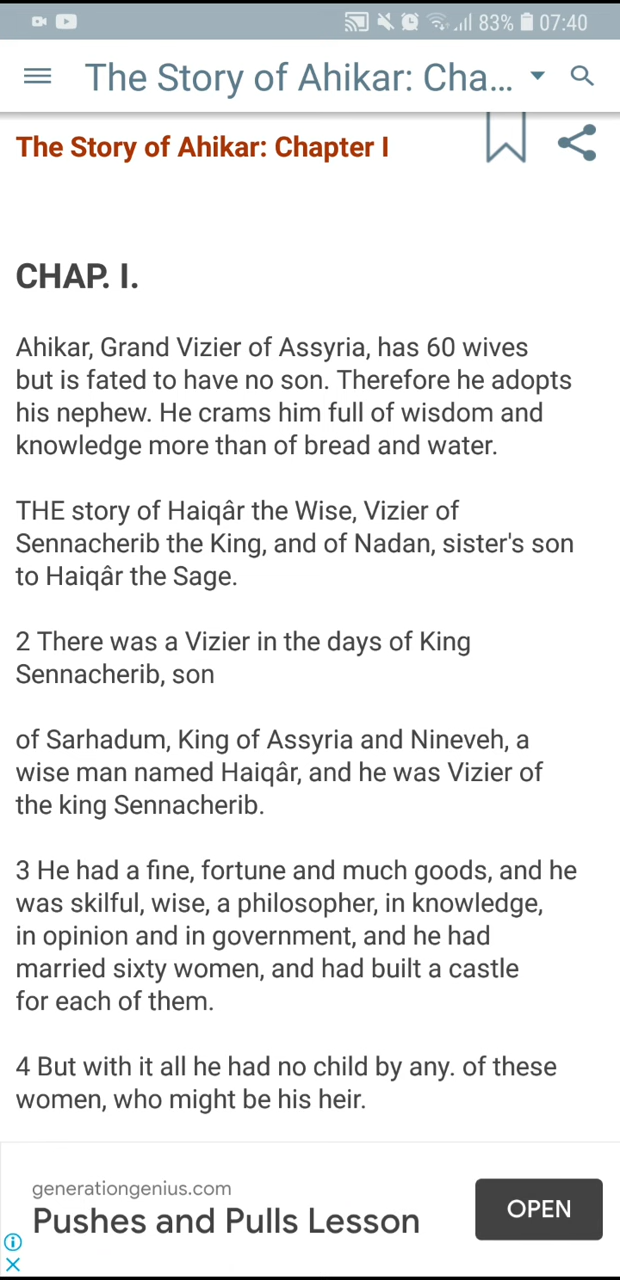 83% 07:40
The Story of Ahikar: Cha...
The Story of Ahikar: Chapter I
CHAP. I.
Ahikar, Grand Vizier of Assyria, has 60 wives
but is fated to have no son. Therefore he adopts
his nephew. He crams him full of wisdom and
knowledge more than of bread and water.
THE story of Haiqâr the Wise, Vizier of
Sennacherib the King, and of Nadan, sister's son
to Haiqâr the Sage.
2 There was a Vizier in the days of King
Sennacherib, son
of Sarhadum, King of Assyria and Nineveh, a
wise man named Haiqâr, and he was Vizier of
the king Sennacherib.
3 He had a fine, fortune and much goods, and he
was skilful, wise, a philosopher, in knowledge,
in opinion and in government, and he had
married sixty women, and had built a castle
for each of them.
4 But with it all he had no child by any. of these
women, who might be his heir.
generationgenius.com
Pushes and Pulls Lesson
OPEN